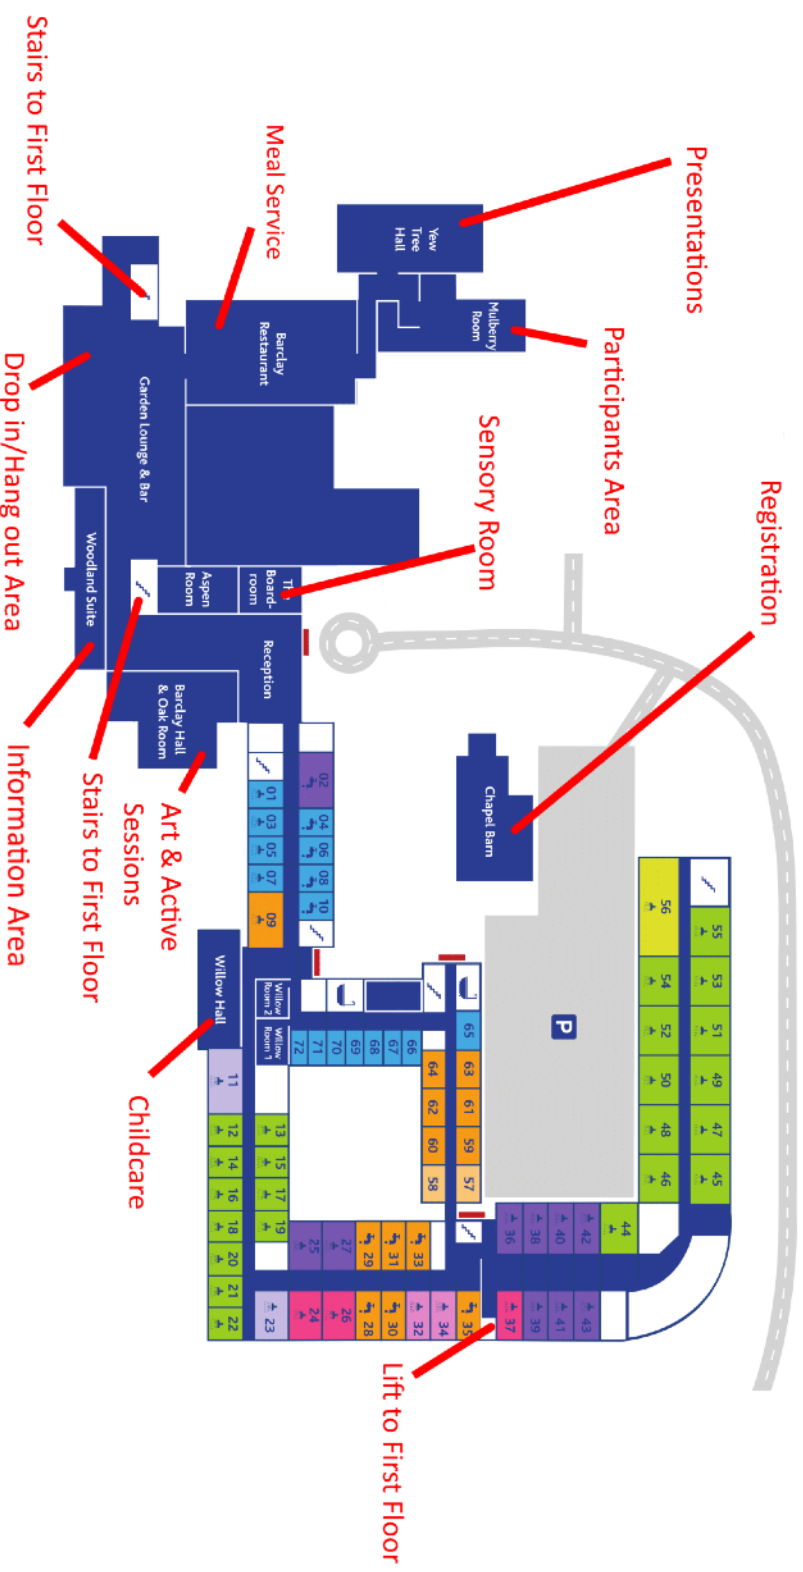 Stairs to First Floor
Meal Service
Presentations
Yew
Tree
Hall
Mulberry
Room
Participants Area
Barclay
Restaurant
Drop in/Hang out Area
Garden Lounge & Bar
Sensory Room
Registration
Woodland Suite
Aspen
Room
Board-
room
Reception
Barclay Hall
& Oak Room
Information Area
Stairs to First Floor
Art & Active
Sessions
Chapel Barn
P
Willow Hall
Willow
Room 2
Willow
Room 1
Childcare
Lift to First Floor
02
04
06
08
10
01
03
05
07
09
56
54
52
50
48
46
55
53
51
49
47
45
44
65
63
61
59
57
64
62
60
58
72
71
70
69
68
67
66
11
12
14
16
18
20
21
22
13
15
17
19
25
27
29
31
33
23
24
26
28
30
32
34
35
36
38
40
42
37
39
41
43